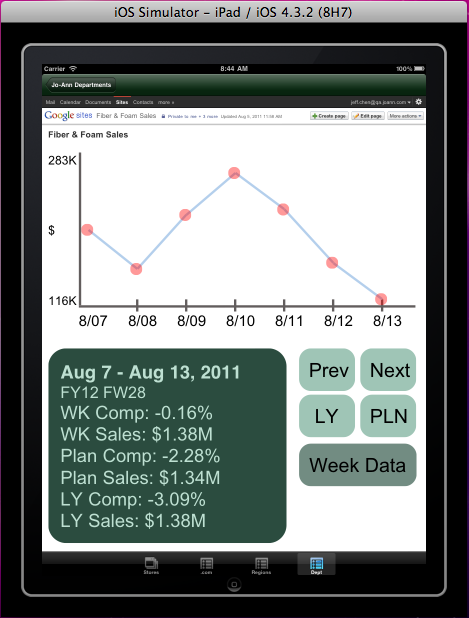 iOS Simulator – iPad / iOS 4.3.2 (8H7)
Carrier 8:44 AM 100%
Jo-Ann Departments
Mail Calendar Documents Sites Contacts more » jeff.chen@qa.joann.com
Google sites Fiber & Foam Sales Private to me + 3 more Updated Aug 9, 2011 11:58 AM Create page Edit page More actions
Fiber & Foam Sales
283K
$
116K
8/07 8/08 8/09 8/10 8/11 8/12 8/13
Aug 7 - Aug 13, 2011
FY12 FW28
WK Comp: -0.16%
WK Sales: $1.38M
Plan Comp: -2.28%
Plan Sales: $1.34M
LY Comp: -3.09%
LY Sales: $1.38M
Prev Next
LY PLN
Week Data
Stores .com Regions Dept